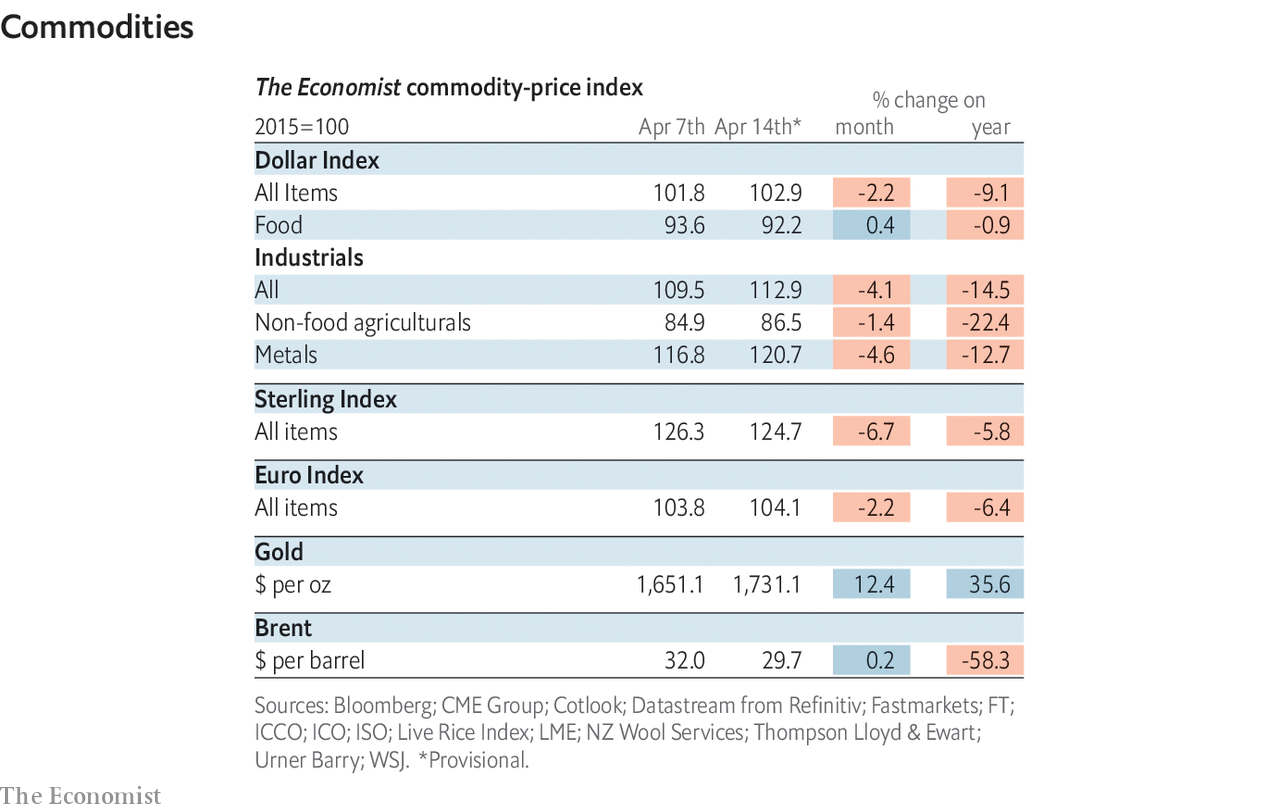 Commodities
The Economist commodity-price index
% change on
2015=100 Apr 7th Apr 14th* month year
Dollar Index
All Items 101.8 102.9 -2.2 -9.1
Food 93.6 92.2 0.4 -0.9
Industrials
All 109.5 112.9 -4.1 -14.5
Non-food agriculturals 84.9 86.5 -1.4 -22.4
Metals 116.8 120.7 -4.6 -12.7
Sterling Index
All items 126.3 124.7 -6.7 -5.8
Euro Index
All items 103.8 104.1 -2.2 -6.4
Gold
$ per oz 1,651.1 1,731.1 12.4 35.6
Brent
$ per barrel 32.0 29.7 0.2 -58.3
Sources: Bloomberg; CME Group; Cotlook; Datastream from Refinitiv; Fastmarkets; FT;
ICCO; ICO; ISO; Live Rice Index; LME; NZ Wool Services; Thompson Lloyd & Ewart;
Urner Barry; WSJ. *Provisional.
The Economist